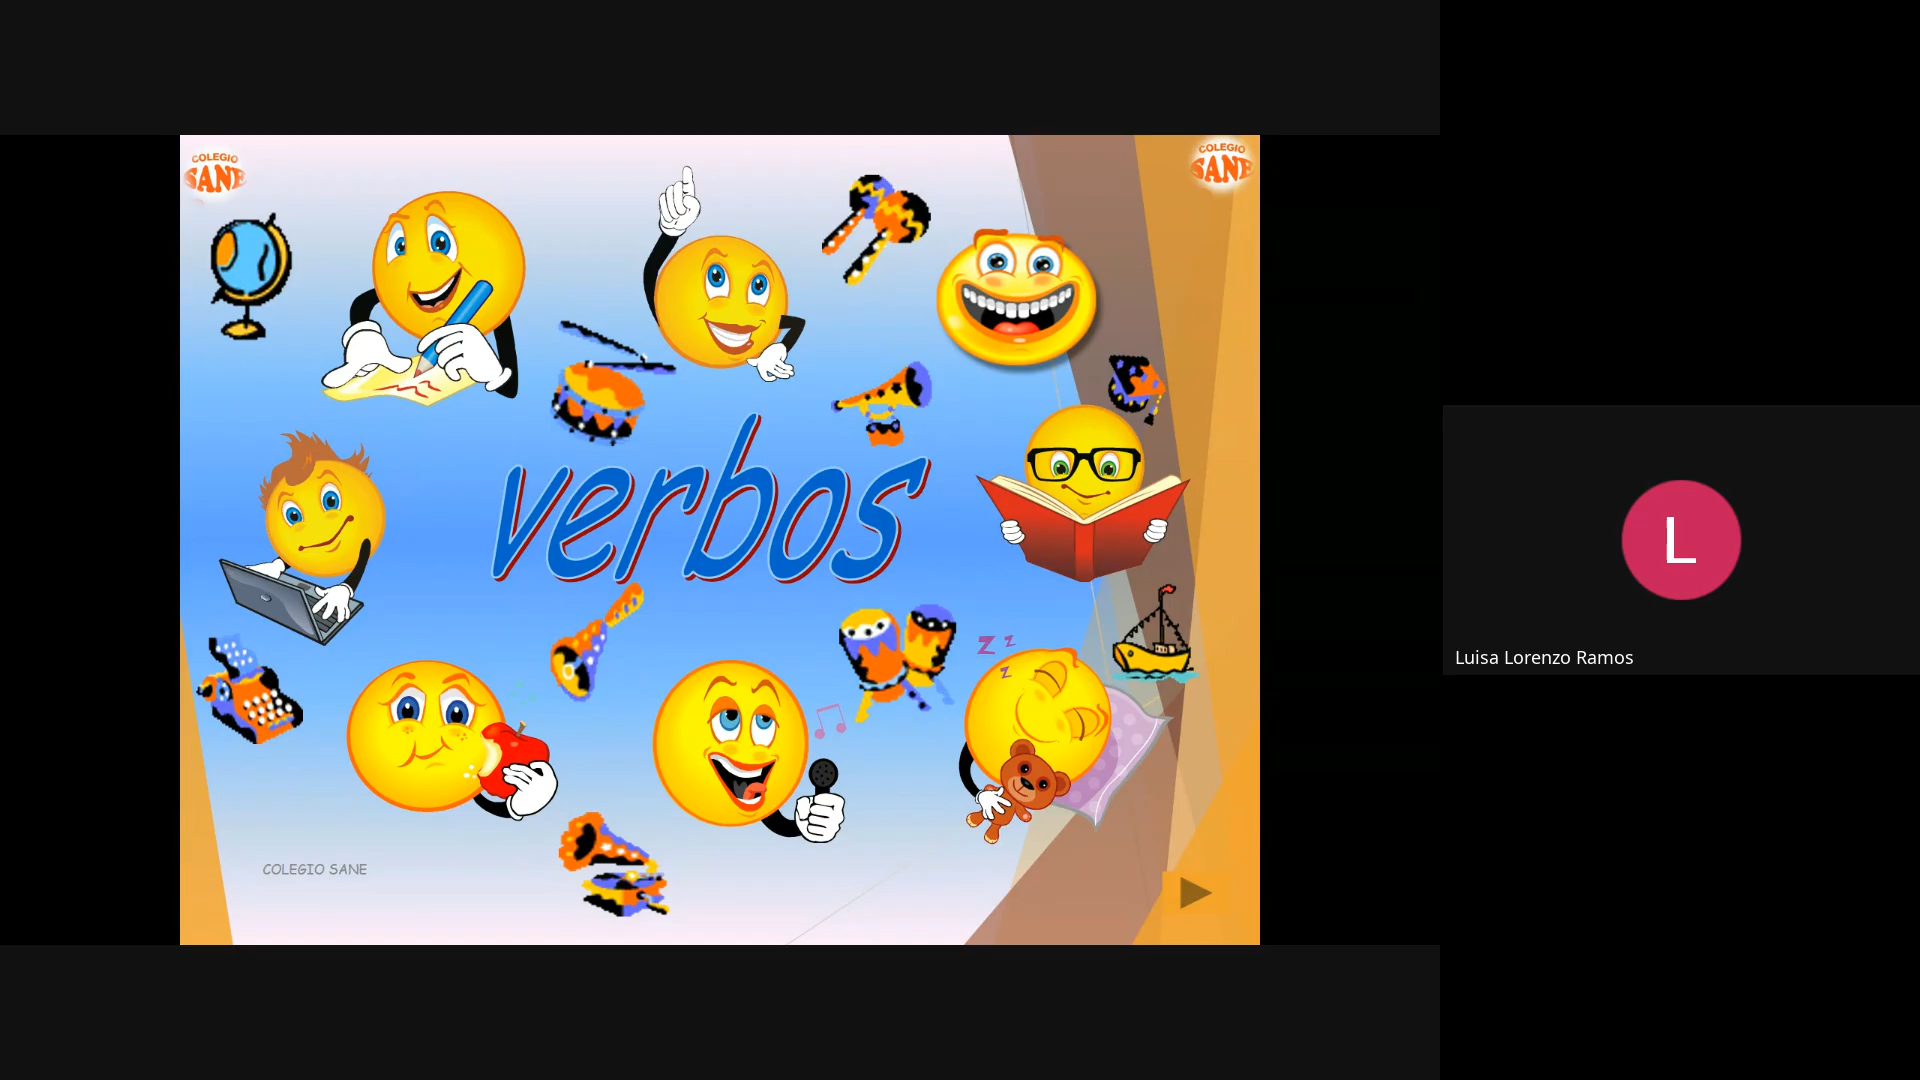 COLEGIO
SANE
COLEGIO
SANE
verbos
z z
z
COLEGIO SANE
L
Luisa Lorenzo Ramos